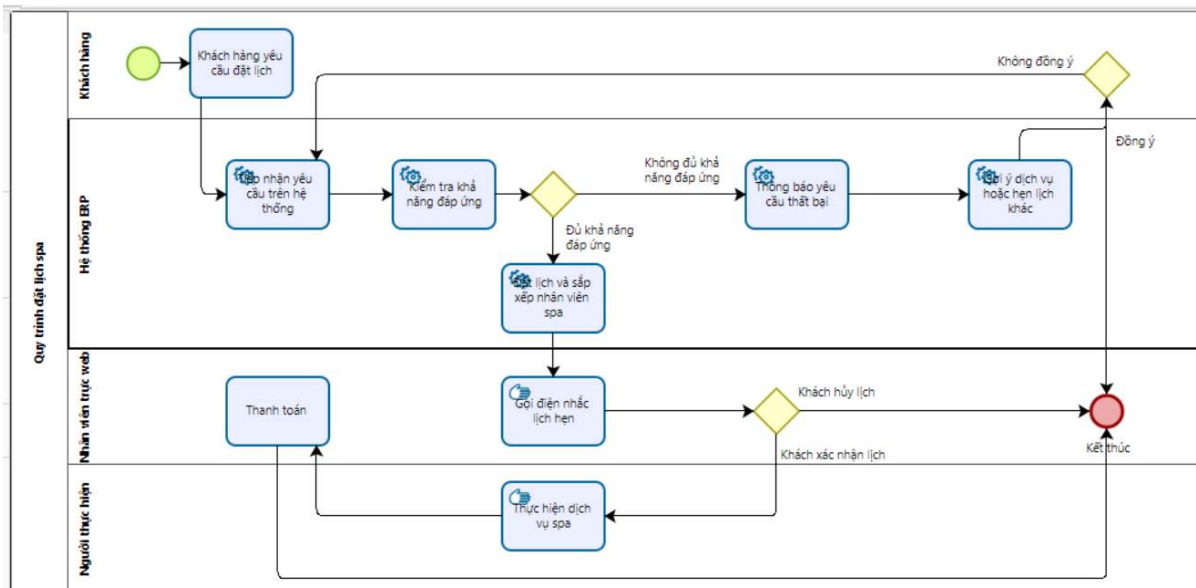 Quy trình đặt lịch spa
Khách hàng
Khách hàng yêu
cầu đặt lịch
Không đồng ý
Hệ thống ERP
Tiếp nhận yêu
cầu trên hệ
thống
Kiểm tra khả
năng đáp ứng
Không đủ khả
năng đáp ứng
Thông báo yêu
cầu thất bại
Gợi ý dịch vụ
hoặc hẹn lịch
khác
Đồng ý
Đủ khả năng
đáp ứng
Đặt lịch và sắp
xếp nhân viên
spa
Nhân viên trực web
Thanh toán
Gọi điện nhắc
lịch hẹn
Khách hủy lịch
Kết thúc
Khách xác nhận lịch
Người thực hiện
Thực hiện dịch
vụ spa